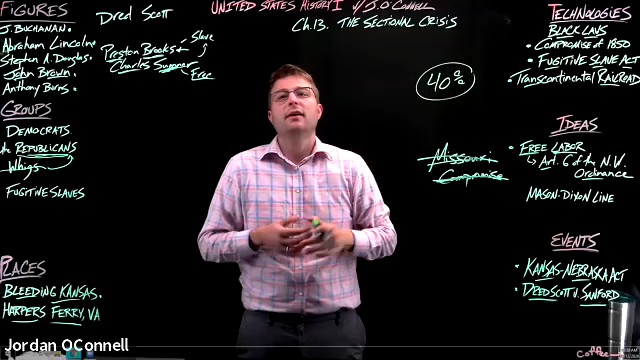 UNITED STATES HISTORY I W/ J. O'CONNELL
CH. 13. THE SECTIONAL CRISIS
FIGURES
J. BUCHANAN.
Abraham Lincoln
Stephen A. Douglas.
John Brown.
Anthony Burns.
Dred Scott
Preston Brooks
Slave
Charles Sumner
Free
GROUPS
DEMOCRATS
REPUBLICANS
Whigs
FUGITIVE SLAVES
PLACES
BLEEDING KANSAS.
HARPERS FERRY, VA
40%
Missouri
Compromise
TECHNOLOGIES
BLACK LAWS
• COMPROMISE OF 1850
• FUGITIVE SLAVE ACT
• TRANSCONTINENTAL RAILROAD
IDEAS
• FREE LABOR
↳ Art. 6 of the N.W.
Ordinance
MASON-DIXON LINE
EVENTS
• KANSAS-NEBRASKA ACT
• DRED SCOTT V. SANFORD
coffee
Jordan OConnell